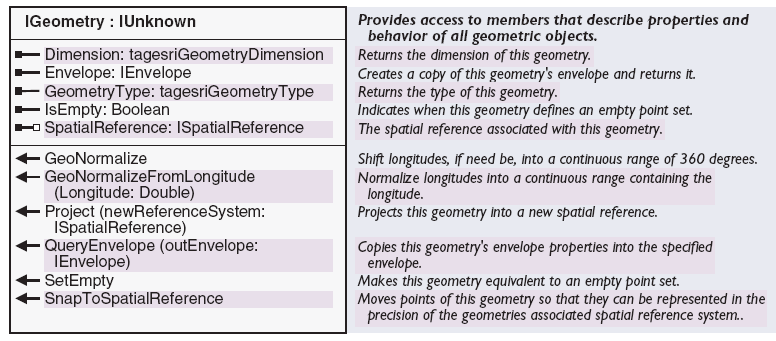 IGeometry : IUnknown
Provides access to members that describe properties and
behavior of all geometric objects.
Dimension: tagesriGeometryDimension
Returns the dimension of this geometry.
Envelope: IEnvelope
Creates a copy of this geometry's envelope and returns it.
GeometryType: tagesriGeometryType
Returns the type of this geometry.
IsEmpty: Boolean
Indicates when this geometry defines an empty point set.
SpatialReference: ISpatialReference
The spatial reference associated with this geometry.
GeoNormalize
Shift longitudes, if need be, into a continuous range of 360 degrees.
GeoNormalizeFromLongitude
(Longitude: Double)
Normalize longitudes into a continuous range containing the
longitude.
Project (newReferenceSystem:
ISpatialReference)
Projects this geometry into a new spatial reference.
QueryEnvelope (outEnvelope:
IEnvelope)
Copies this geometry's envelope properties into the specified
envelope.
SetEmpty
Makes this geometry equivalent to an empty point set.
SnapToSpatialReference
Moves points of this geometry so that they can be represented in the
precision of the geometries associated spatial reference system..